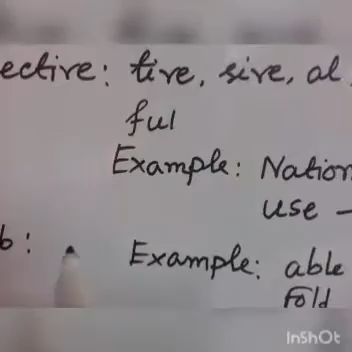 ective: tive, sive, al,
ful
Example: Nation
use –
b:
Example: able
Fold
InShOt